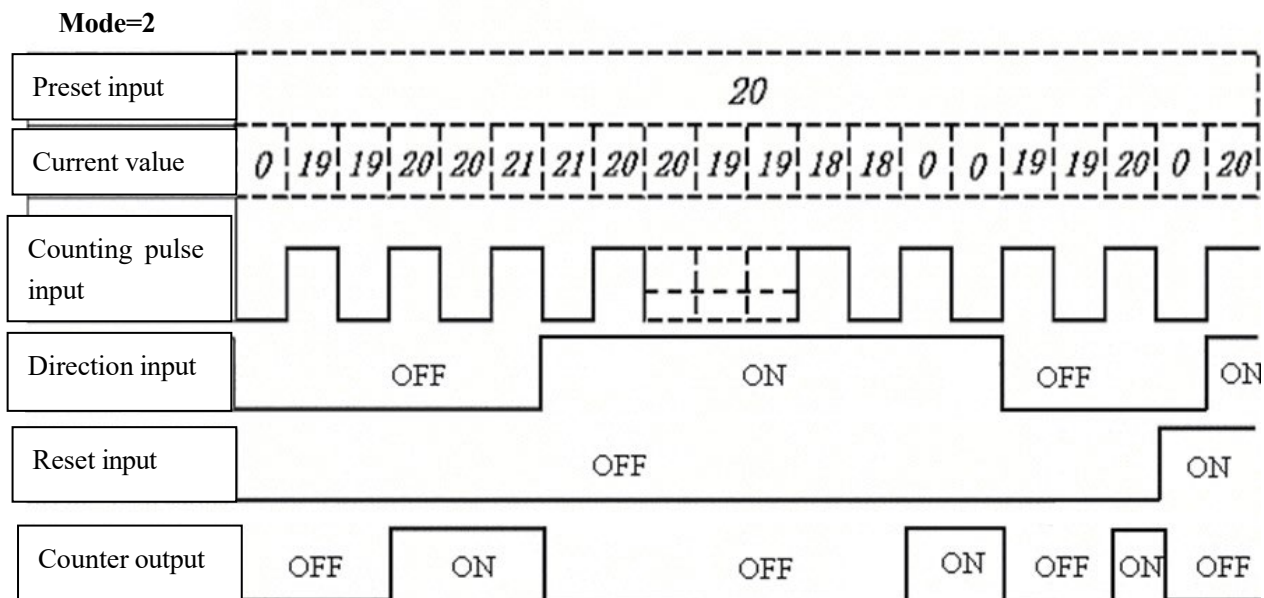 Mode=2
Preset input
20
Current value
0 19 19 20 20 21 21 20 20 19 19 18 18 0 0 19 19 20 0 20
Counting pulse
input
Direction input
OFF ON OFF ON
Reset input
OFF ON
Counter output
OFF ON OFF ON OFF ON OFF